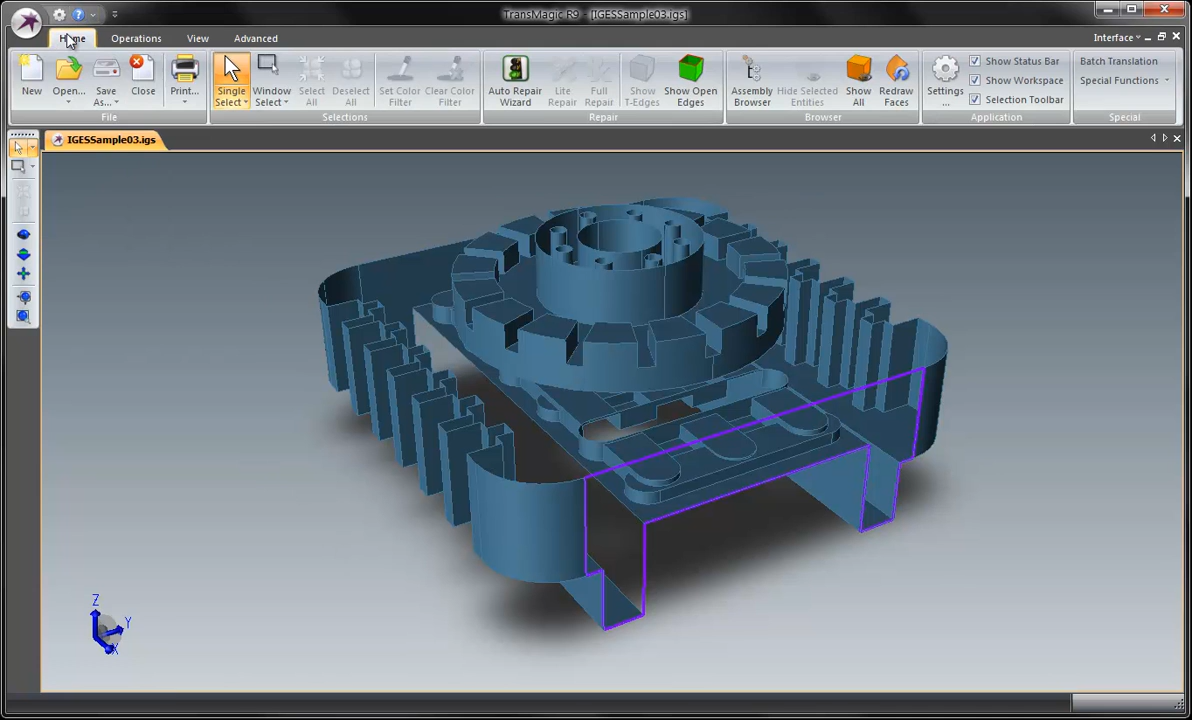 TransMagic R9 - [IGESSample03.igs]
Home Operations View Advanced Interface
New Open... Save As... Close Print...
File
Single Select Window Select Select All Deselect All Set Color Filter Clear Color Filter
Selections
Auto Repair Wizard Lite Repair Full Repair Show T-Edges Show Open Edges
Repair
Assembly Browser Hide Selected Entities Show All Redraw Faces
Browser
Settings ...
Show Status Bar
Show Workspace
Selection Toolbar
Application
Batch Translation
Special Functions
Special
IGESSample03.igs
Z
Y
X